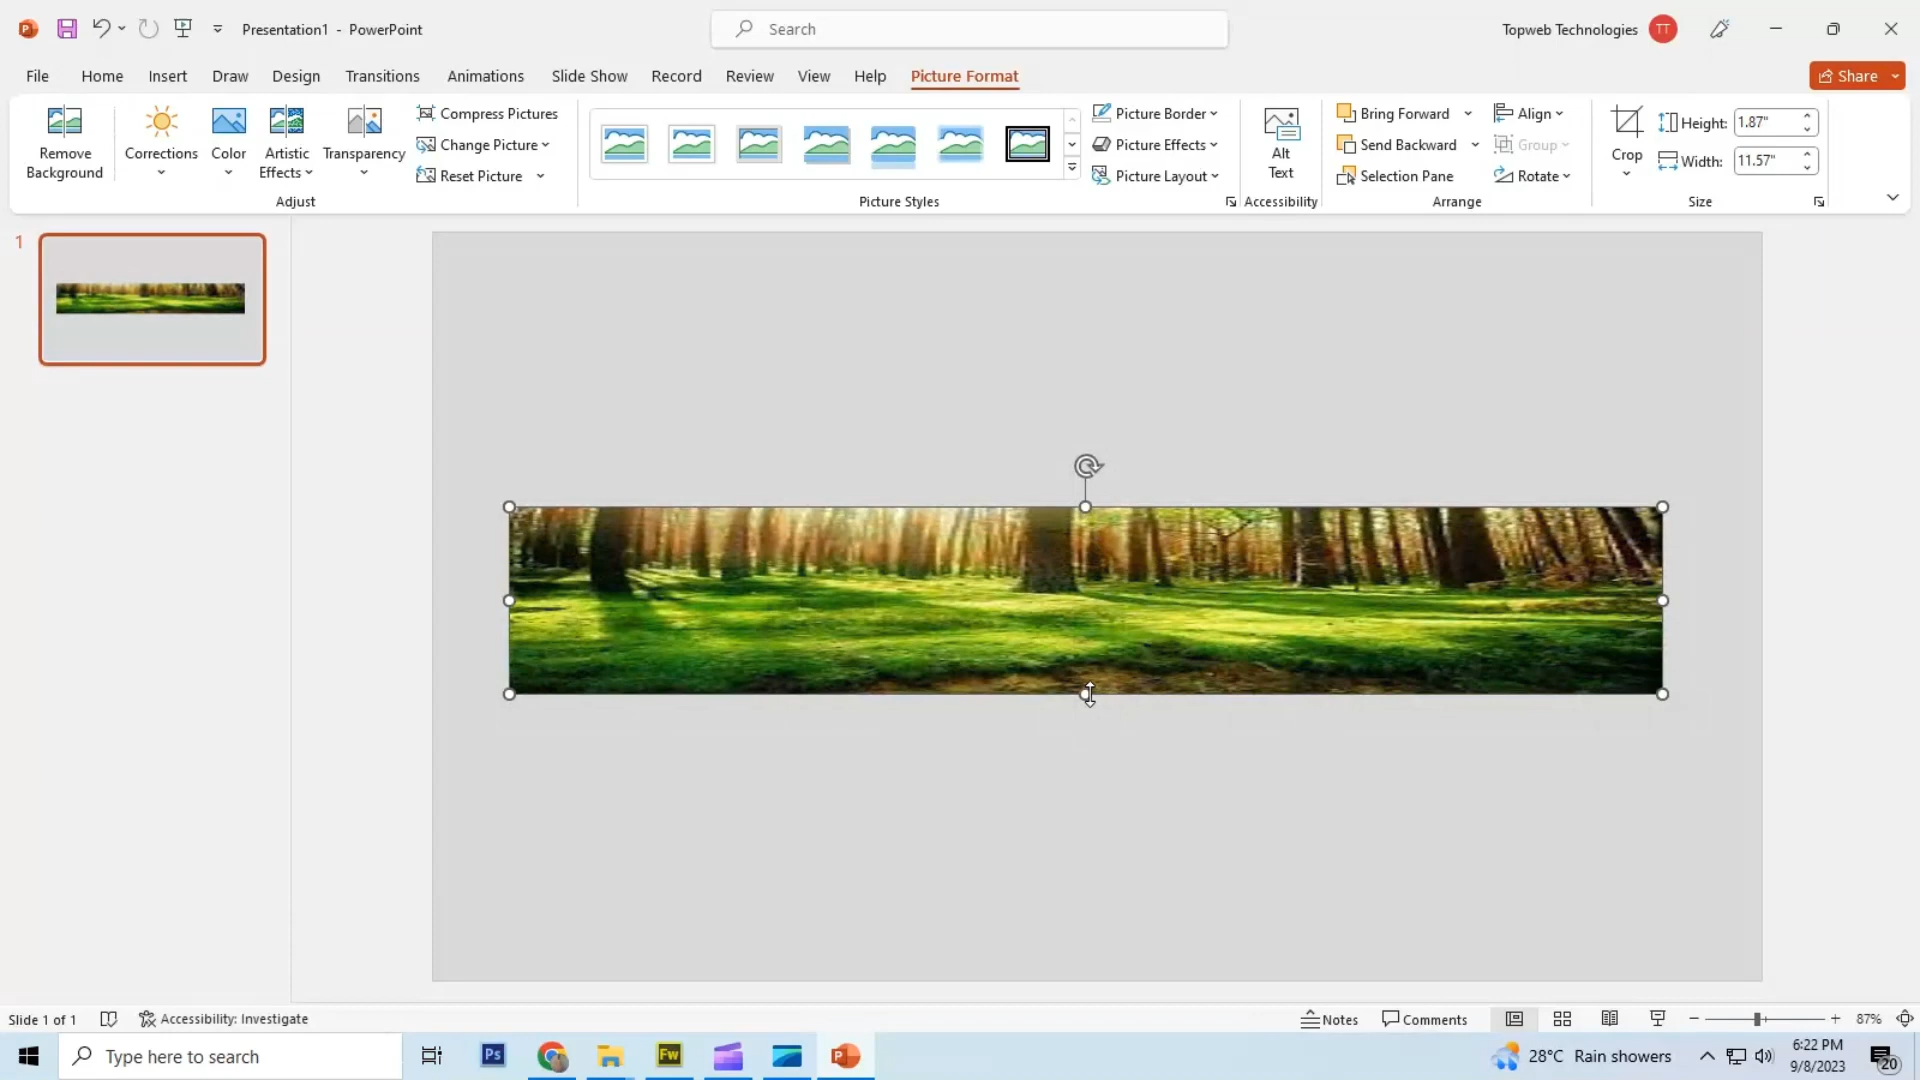 Presentation1 - PowerPoint
Search
Topweb Technologies
TT
File
Home
Insert
Draw
Design
Transitions
Animations
Slide Show
Record
Review
View
Help
Picture Format
Share
Remove
Background
Corrections
Color
Artistic
Effects
Transparency
Compress Pictures
Change Picture
Reset Picture
Adjust
Picture Styles
Picture Border
Picture Effects
Picture Layout
Alt
Text
Accessibility
Bring Forward
Send Backward
Selection Pane
Align
Group
Rotate
Arrange
Crop
Height:
1.87"
Width:
11.57"
Size
1
Slide 1 of 1
Accessibility: Investigate
Notes
Comments
87%
Type here to search
Ps
Fw
P
28°C Rain showers
6:22 PM
9/8/2023
20